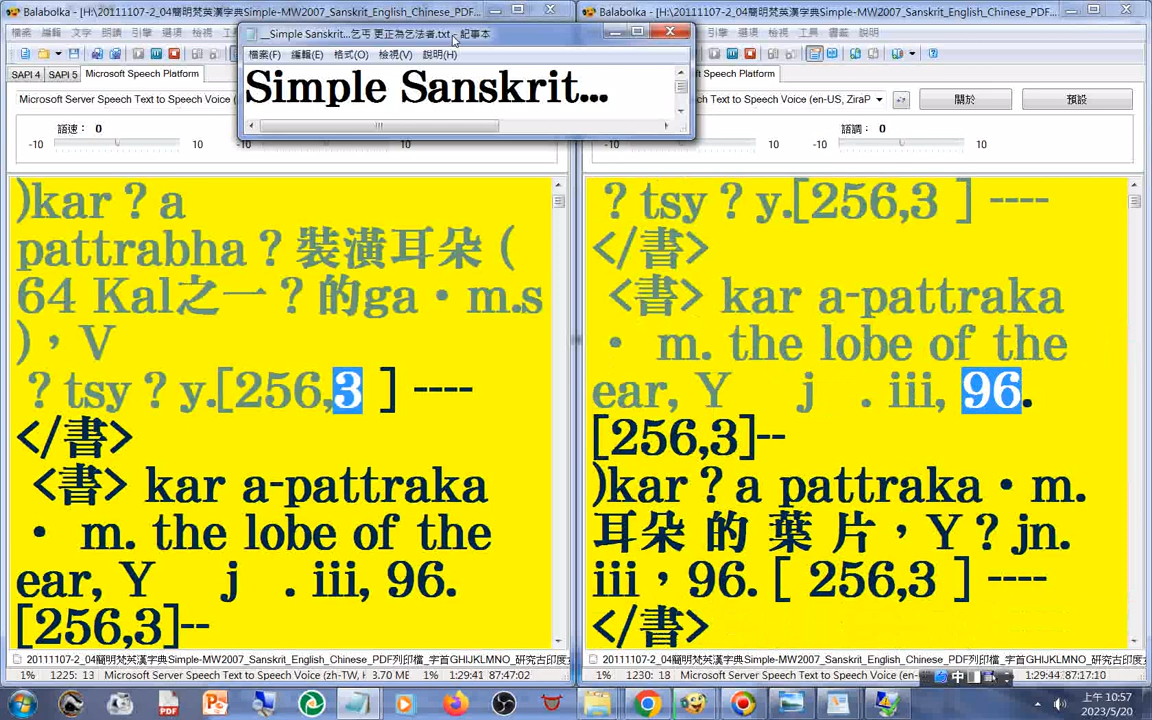 Balabolka - [H:\20111107-2_04簡明梵英漢字典Simple-MW2007_Sanskrit_English_Chinese_PDF...
SAPI 4 SAPI 5 Microsoft Speech Platform
Microsoft Server Speech Text to Speech Voice
語速： 0
-10 10 10
)kar？a
pattrabha？裝潢耳朵（
64 Kal之一？的ga・m.s
)，V
？tsy？y.[256,3 ] ----
</書>
<書> kar a-pattraka
・ m. the lobe of the
ear, Y j . iii, 96.
[256,3]--
20111107-2_04簡明梵英漢字典Simple-MW2007_Sanskrit_English_Chinese_PDF列印檔_字首GHIJKLMNO_研究古印度
1% 1225: 13 Microsoft Server Speech Text to Speech Voice (zh-TW, 3.70 ME 1% 1:29:41 87:47:02
__Simple Sanskrit...乞丐 更正為乞法者.txt - 記事本
檔案(F) 編輯(E) 格式(O) 檢視(V) 說明(H)
Simple Sanskrit...
Balabolka - [H:\20111107-2_04簡明梵英漢字典Simple-MW2007_Sanskrit_English_Chinese_PDF...
引擎(U) 選項 檢視 工具
t Speech Platform
Text to Speech Voice (en-US, ZiraP 關於 預設
語調： 0
10 -10 10
？tsy？y.[256,3 ] ----
</書>
<書> kar a-pattraka
・ m. the lobe of the
ear, Y j . iii, 96.
[256,3]--
)kar？a pattraka・m.
耳朵 的 葉 片，Y？jn.
iii，96. [ 256,3 ] ----
</書>
20111107-2_04簡明梵英漢字典Simple-MW2007_Sanskrit_English_Chinese_PDF列印檔_字首GHIJKLMNO_研究古印度
1% 1230: 18 Microsoft Server Speech Text to Speech Voice 1% 1:29:44 87:17:10
中
上午 10:57
2023/5/20